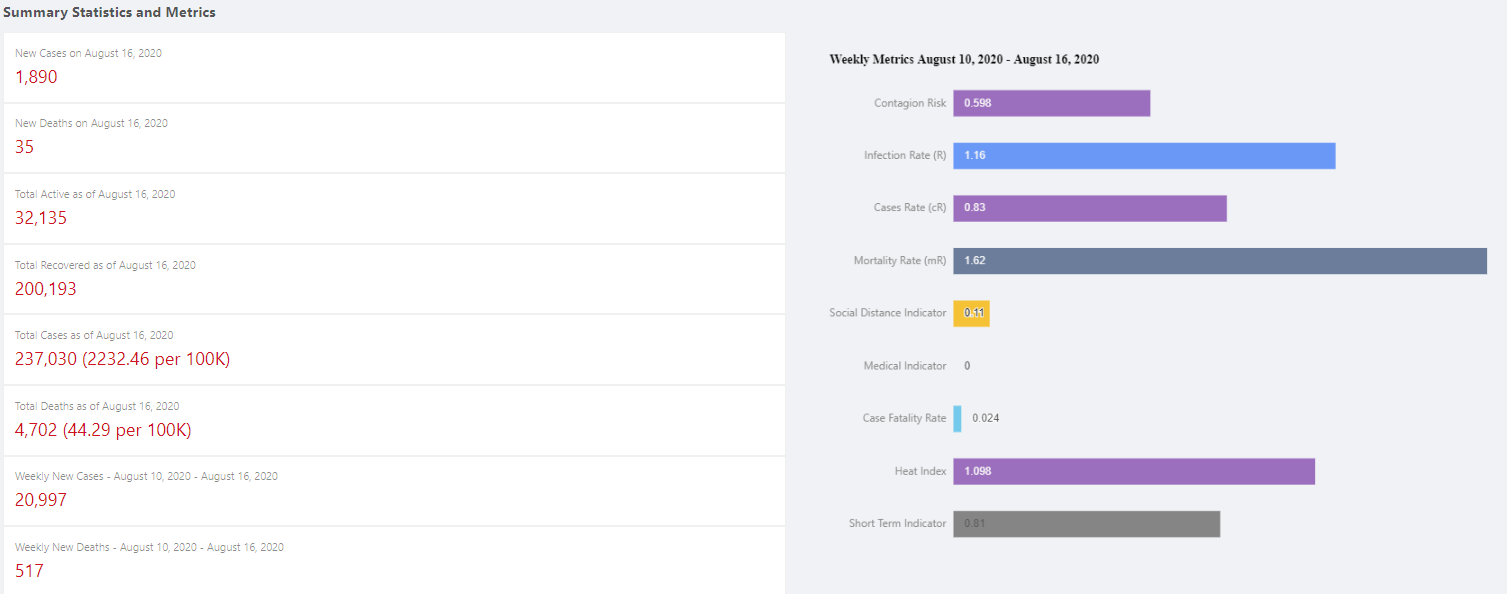 Summary Statistics and Metrics
New Cases on August 16, 2020
1,890
New Deaths on August 16, 2020
35
Total Active as of August 16, 2020
32,135
Total Recovered as of August 16, 2020
200,193
Total Cases as of August 16, 2020
237,030 (2232.46 per 100K)
Total Deaths as of August 16, 2020
4,702 (44.29 per 100K)
Weekly New Cases - August 10, 2020 - August 16, 2020
20,997
Weekly New Deaths - August 10, 2020 - August 16, 2020
517
Weekly Metrics August 10, 2020 - August 16, 2020
Contagion Risk 0.598
Infection Rate (R) 1.16
Cases Rate (cR) 0.83
Mortality Rate (mR) 1.62
Social Distance Indicator 0.11
Medical Indicator 0
Case Fatality Rate 0.024
Heat Index 1.098
Short Term Indicator 0.81